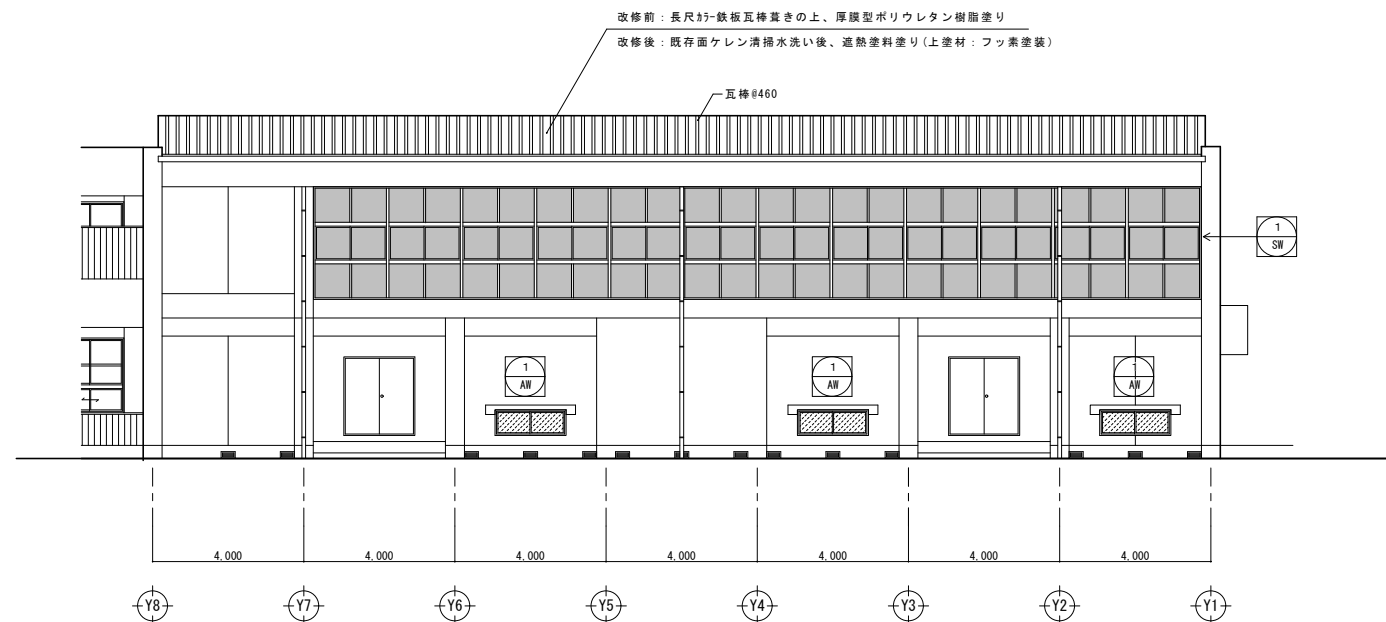 改修前：長尺ｶﾗｰ鉄板瓦棒葺きの上、厚膜型ポリウレタン樹脂塗り
改修後：既存面ケレン清掃水洗い後、遮熱塗料塗り(上塗材：フッ素塗装)
瓦棒@460
1
SW
1
AW
1
AW
1
AW
4,000
4,000
4,000
4,000
4,000
4,000
4,000
Y8
Y7
Y6
Y5
Y4
Y3
Y2
Y1